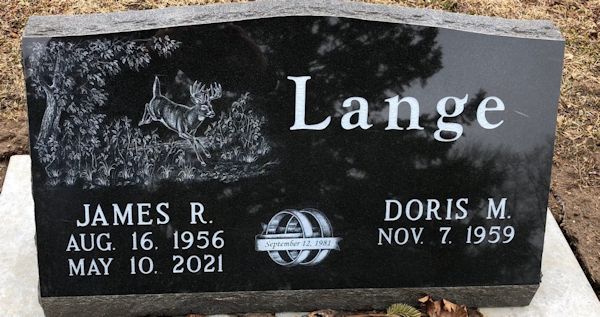 Lange
JAMES R.
AUG. 16, 1956
MAY 10, 2021
September 12, 1981
DORIS M.
NOV. 7, 1959